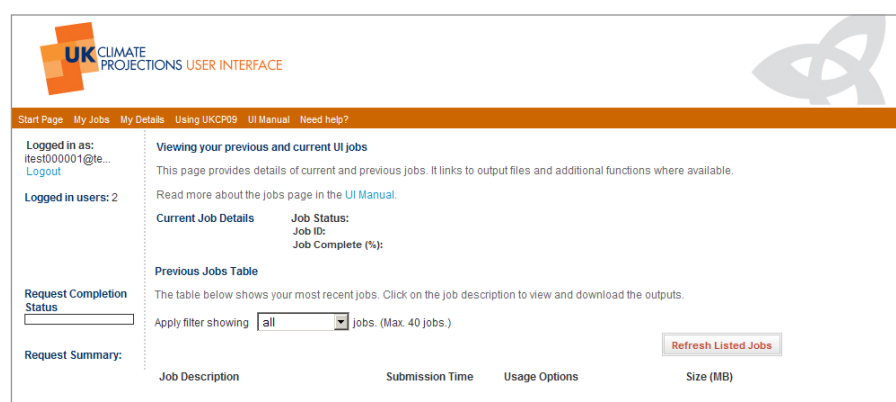 UK CLIMATE
PROJECTIONS USER INTERFACE
Start Page My Jobs My Details Using UKCP09 UI Manual Need help?
Logged in as:
itest000001@te...
Logout
Logged in users: 2
Request Completion
Status
Request Summary:
Viewing your previous and current UI jobs
This page provides details of current and previous jobs. It links to output files and additional functions where available.
Read more about the jobs page in the UI Manual.
Current Job Details Job Status:
Job ID:
Job Complete (%):
Previous Jobs Table
The table below shows your most recent jobs. Click on the job description to view and download the outputs.
Apply filter showing all jobs. (Max. 40 jobs.)
Refresh Listed Jobs
Job Description Submission Time Usage Options Size (MB)